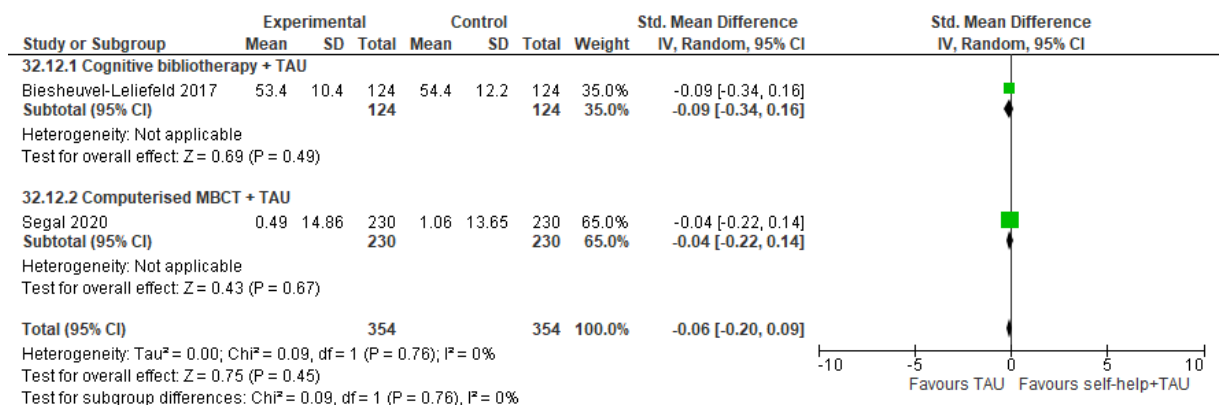 Experimental Control Std. Mean Difference Std. Mean Difference
Study or Subgroup Mean SD Total Mean SD Total Weight IV, Random, 95% CI IV, Random, 95% CI
32.12.1 Cognitive bibliotherapy + TAU
Biesheuvel-Leliefeld 2017 53.4 10.4 124 54.4 12.2 124 35.0% -0.09 [-0.34, 0.16]
Subtotal (95% CI) 124 124 35.0% -0.09 [-0.34, 0.16]
Heterogeneity: Not applicable
Test for overall effect: Z = 0.69 (P = 0.49)
32.12.2 Computerised MBCT + TAU
Segal 2020 0.49 14.86 230 1.06 13.65 230 65.0% -0.04 [-0.22, 0.14]
Subtotal (95% CI) 230 230 65.0% -0.04 [-0.22, 0.14]
Heterogeneity: Not applicable
Test for overall effect: Z = 0.43 (P = 0.67)
Total (95% CI) 354 354 100.0% -0.06 [-0.20, 0.09]
Heterogeneity: Tau² = 0.00; Chi² = 0.09, df = 1 (P = 0.76); I² = 0%
Test for overall effect: Z = 0.75 (P = 0.45)
Test for subgroup differences: Chi² = 0.09, df = 1 (P = 0.76), I² = 0%
-10 -5 0 5 10
Favours TAU Favours self-help+TAU